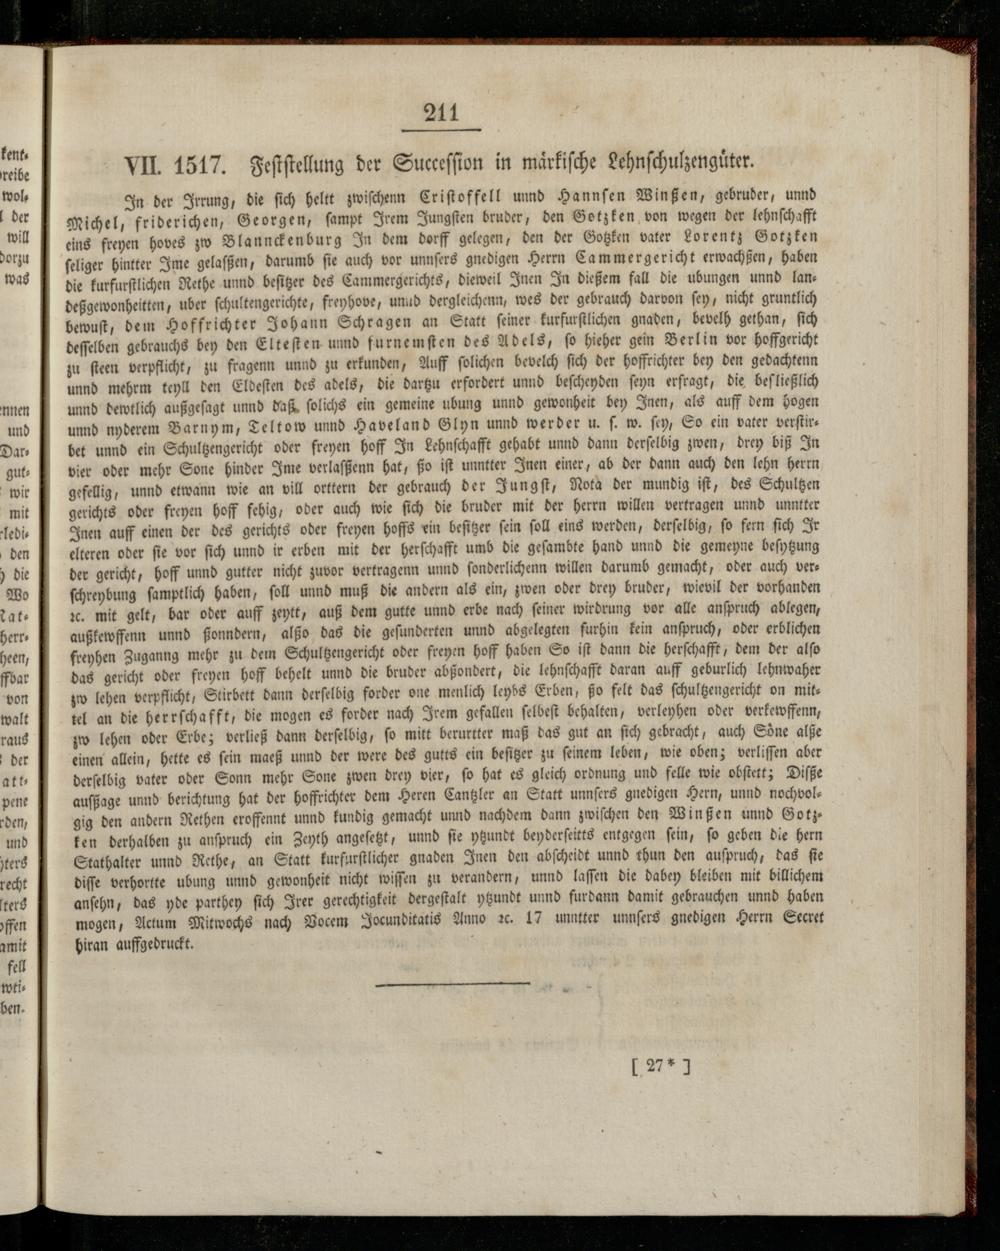 211
VII. 1517. Feststellung der Succession in märkische Lehnschulzengüter.
In der Irrung, die sich heltt zwischenn Cristoffell unnd Hannsen Winßen, gebruder, unnd
Michel, friderichen, Georgen, sampt Irem Jungsten bruder, den Gotzken von wegen der lehnschafft
eins freyen hoves zw Blannckenburg In dem dorff gelegen, den der Gotzken vater Lorentz Gotzken
seliger hintter Ime gelaßen, darumb sie auch vor unnsers gnedigen Herrn Cammergericht erwachßen, haben
die kurfurstlichen Rethe unnd besitzer des Cammergerichts, dieweil Inen In dießem fall die ubungen unnd lan-
deßgewonheitten, uber schultengerichte, freyhove, unnd dergleichenn, wes der gebrauch darvon sey, nicht gruntlich
bewust, dem Hoffrichter Johann Schragen an Statt seiner kurfurstlichen gnaden, bevelh gethan, sich
desselben gebrauchs bey den Eltesten unnd furnemsten des Adels, so hieher gein Berlin vor hoffgericht
zu steen verpflicht, zu fragenn unnd zu erkunden, Auff solichen bevelch sich der hoffrichter bey den gedachtenn
unnd mehrm teyll den Eldesten des adels, die dartzu erfordert unnd bescheyden seyn erfragt, die besließlich
unnd dewtlich außgesagt unnd daß solichs ein gemeine ubung unnd gewonheit bey Inen, als auff dem hogen
unnd nyderem Barnym, Teltow unnd Haveland Glyn unnd werder u. s. w. sey, So ein vater verstir-
bet unnd ein Schultzengericht oder freyen hoff In Lehnschafft gehabt unnd dann derselbig zwen, drey biß In
vier oder mehr Sone hinder Ime verlaßenn hat, ßo ist unntter Inen einer, ab der dann auch den lehn herrn
gefellig, unnd etwann wie an vill orttern der gebrauch der Jungst, Nota der mundig ist, des Schultzen
gerichts oder freyen hoff fehig, oder auch wie sich die bruder mit der herrn willen vertragen unnd unntter
Inen auff einen der des gerichts oder freyen hoffs ein besitzer sein soll eins werden, derselbig, so fern sich Ir
elteren oder sie vor sich unnd ir erben mit der herschafft umb die gesambte hand unnd die gemeyne besytzung
der gericht, hoff unnd gutter nicht zuvor vertragenn unnd sonderlichenn willen darumb gemacht, oder auch ver-
schreybung samptlich haben, soll unnd muß die andern als ein, zwen oder drey bruder, wievil der vorhanden
ꝛc. mit gelt, bar oder auff zeytt, auß dem gutte unnd erbe nach seiner wirdrung vor alle anspruch ablegen,
außkewffenn unnd ßonndern, alßo das die gesunderten unnd abgelegten furhin kein anspruch, oder erblichen
freyhen Zuganng mehr zu dem Schultzengericht oder freyen hoff haben So ist dann die herschafft, dem der also
das gericht oder freyen hoff behelt unnd die bruder abßondert, die lehnschafft daran auff geburlich lehnwaher
zw lehen verpflicht, Stirbett dann derselbig forder one menlich leybs Erben, ßo felt das schultzengericht on mit-
tel an die herrschafft, die mogen es forder nach Irem gefallen selbest behalten, verleyhen oder verkewffenn,
zw lehen oder Erbe; verließ dann derselbig, so mitt berurtter maß das gut an sich gebracht, auch Söne alße
einen allein, hette es sein maeß unnd der were des gutts ein besitzer zu seinem leben, wie oben; verlissen aber
derselbig vater oder Sonn mehr Sone zwen drey vier, so hat es gleich ordnung und felle wie obstett; Disße
ausßage unnd berichtung hat der hoffrichter dem Heren Cantzler an Statt unnsers gnedigen Hern, unnd nochvol-
gig den andern Rethen eroffennt unnd kundig gemacht unnd nachdem dann zwischen den Winßen unnd Gotz-
ken derhalben zu anspruch ein Zeyth angesetzt, unnd sie ytzundt beyderseitts entgegen sein, so geben die hern
Stathalter unnd Rethe, an Statt kurfurstlicher gnaden Inen den abscheidt unnd thun den auspruch, das sie
disse verhortte ubung unnd gewonheit nicht wissen zu verandern, unnd lassen die dabey bleiben mit billichem
ansehn, das yde parthey sich Irer gerechtigkeit dergestalt ytzundt unnd furdann damit gebrauchen unnd haben
mogen, Actum Mitwochs nach Vocem Jocunditatis Anno ꝛc. 17 unntter unnsers gnedigen Herrn Secret
hiran auffgedruckt.
[ 27* ]